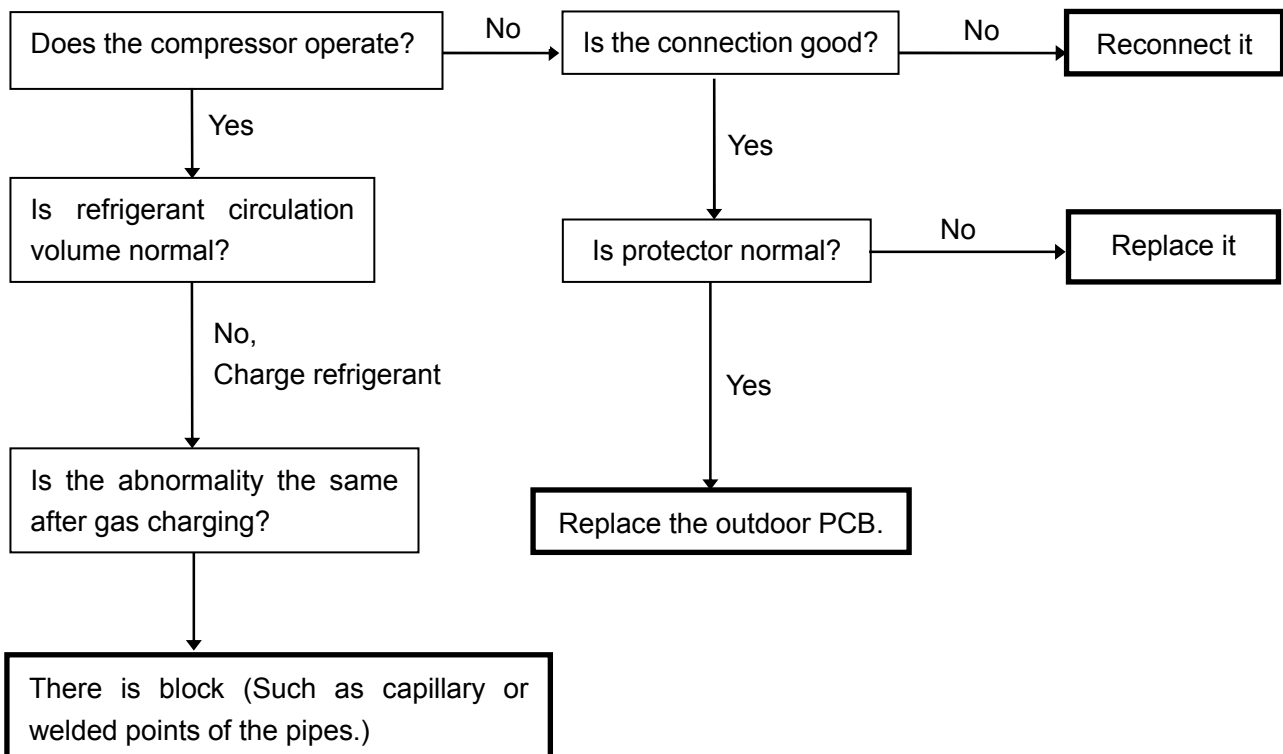 Does the compressor operate?
No
Is the connection good?
No
Reconnect it
Yes
Yes
Is refrigerant circulation
volume normal?
Is protector normal?
No
Replace it
No,
Charge refrigerant
Yes
Is the abnormality the same
after gas charging?
Replace the outdoor PCB.
There is block (Such as capillary or
welded points of the pipes.)